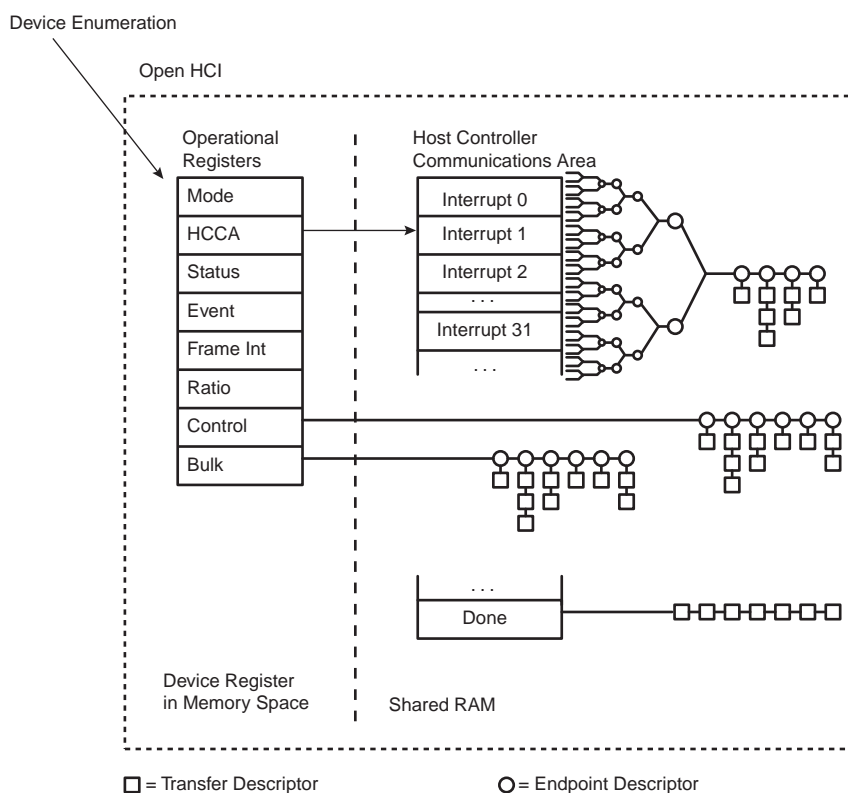 Device Enumeration
Open HCI
Operational
Registers
Mode
HCCA
Status
Event
Frame Int
Ratio
Control
Bulk
Host Controller
Communications Area
Interrupt 0
Interrupt 1
Interrupt 2
. . .
Interrupt 31
. . .
. . .
Done
Device Register
in Memory Space
Shared RAM
= Transfer Descriptor
= Endpoint Descriptor